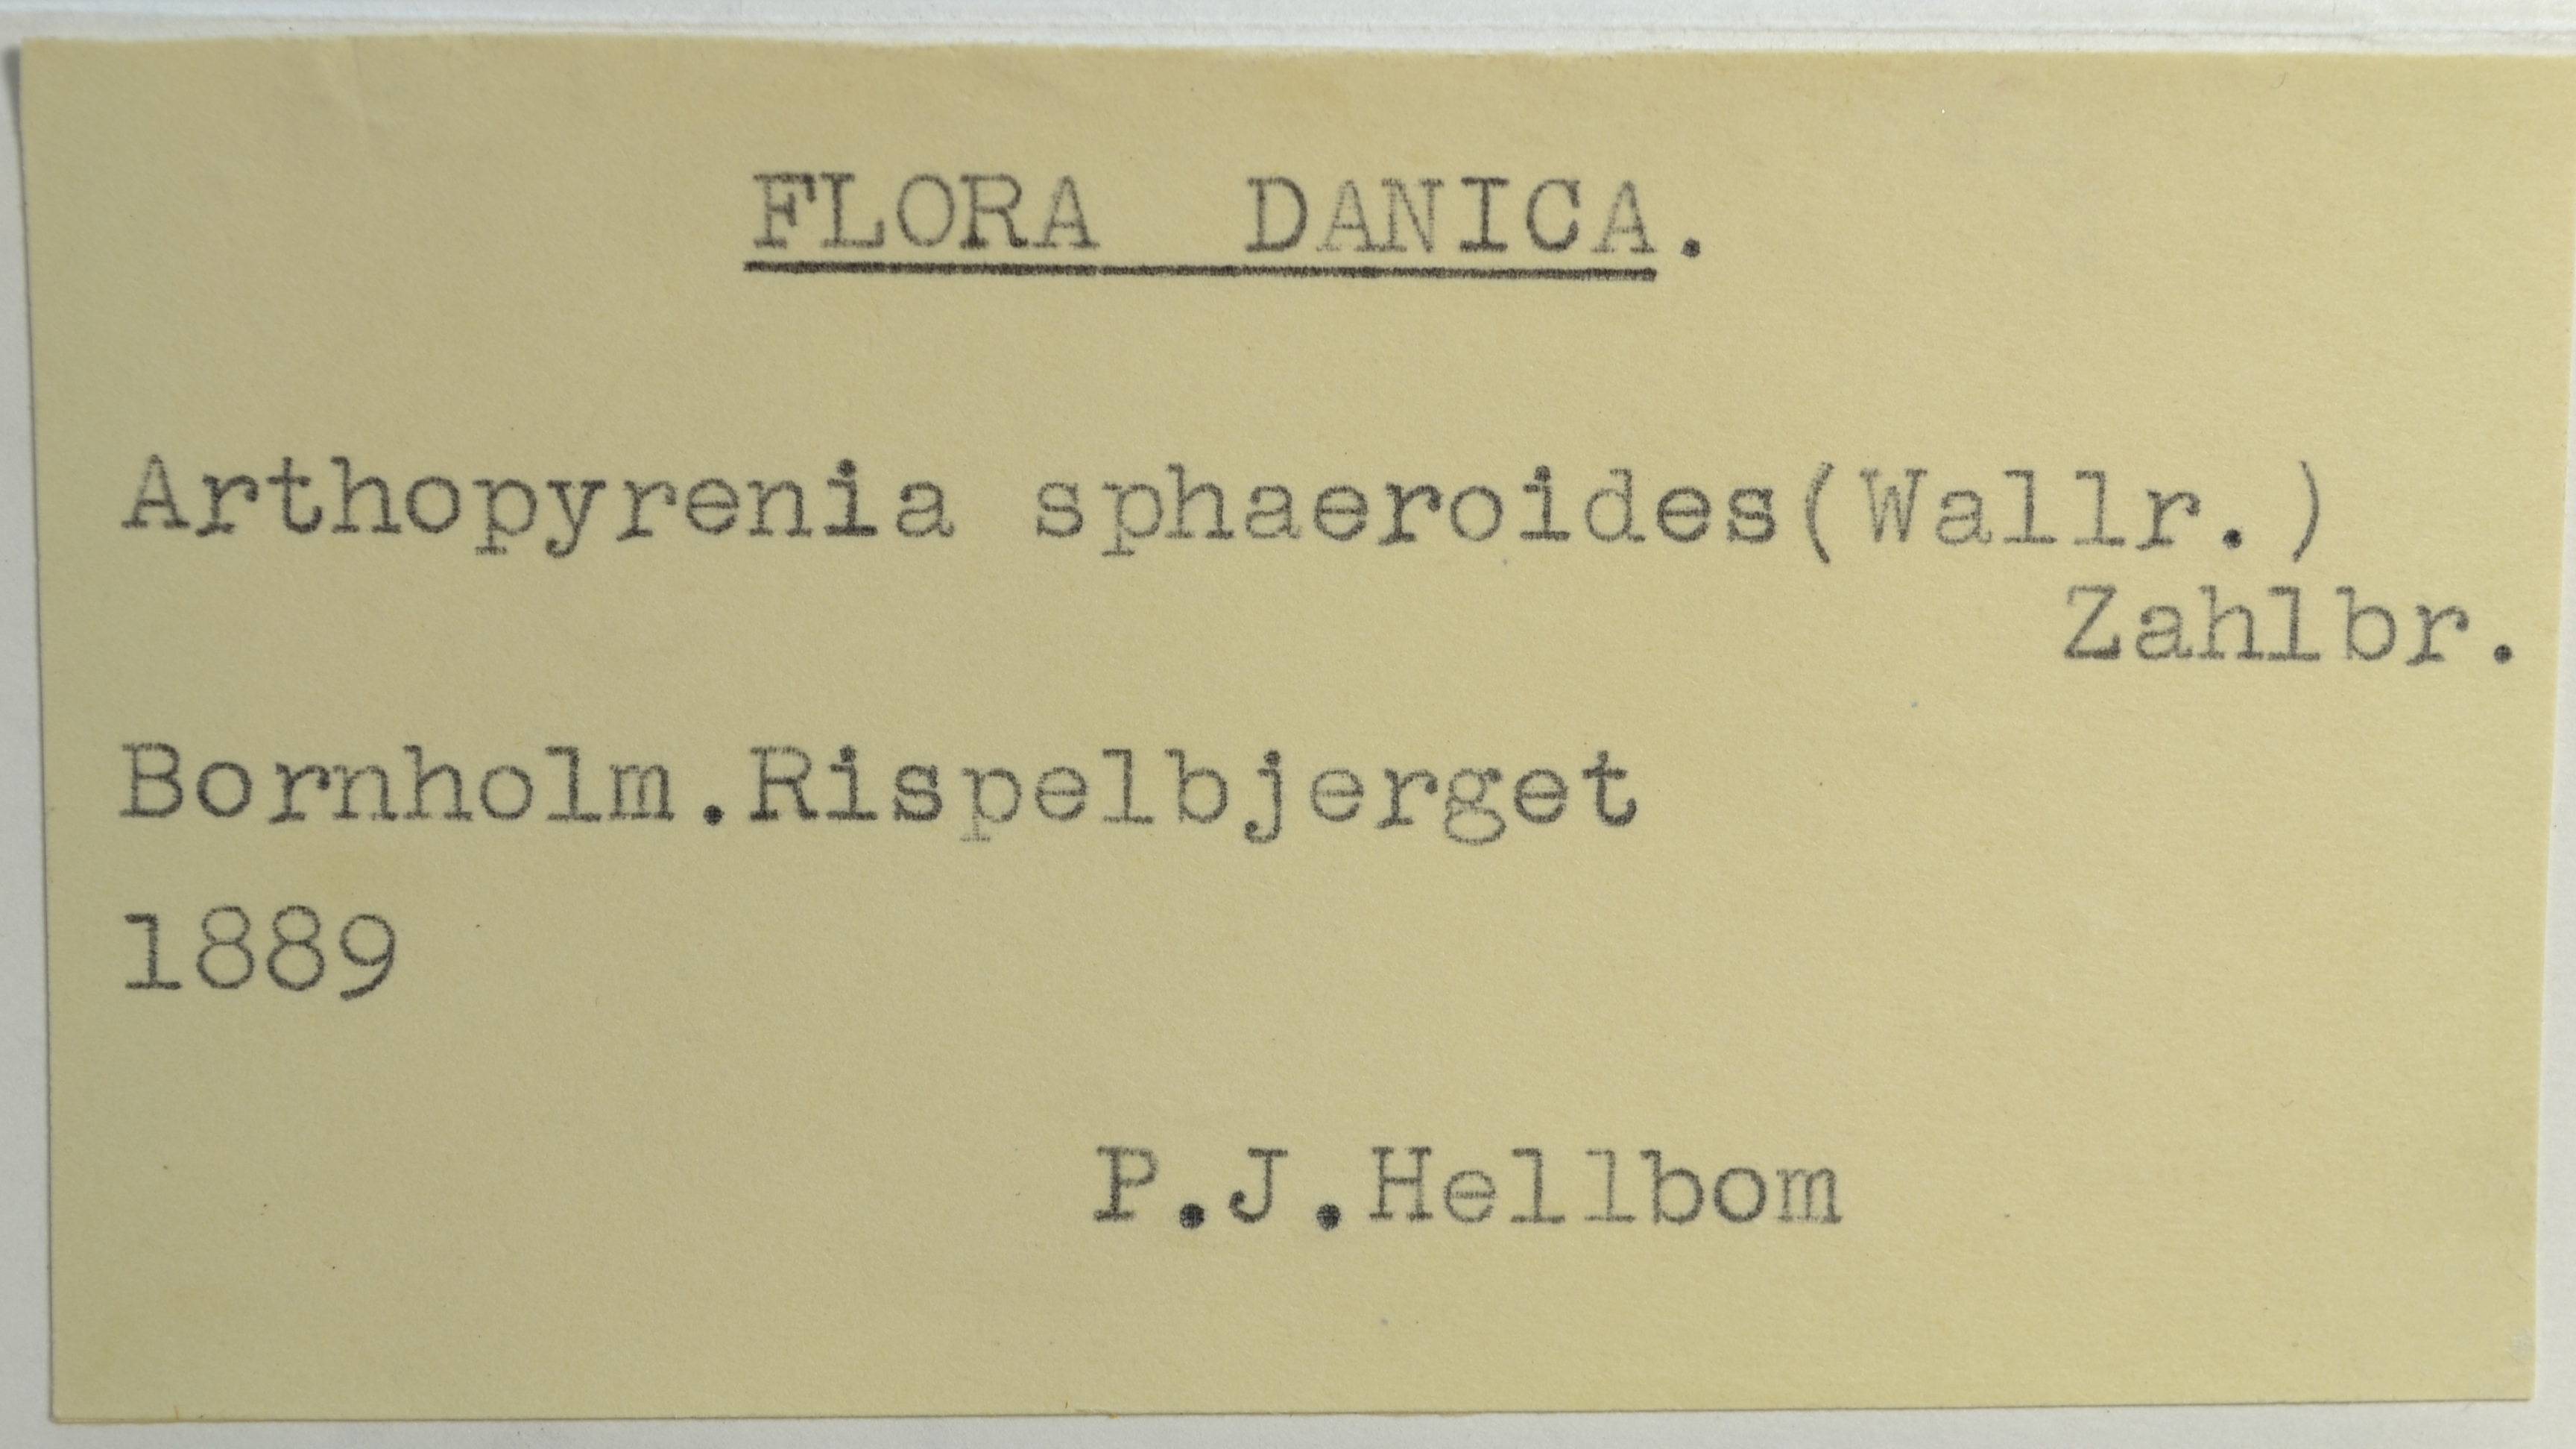 FLORA DANICA.
Arthopyrenia sphaeroides(Wallr.)
Zahlbr.
Bornholm.Rispelbjerget
1889
P.J.Hellbom